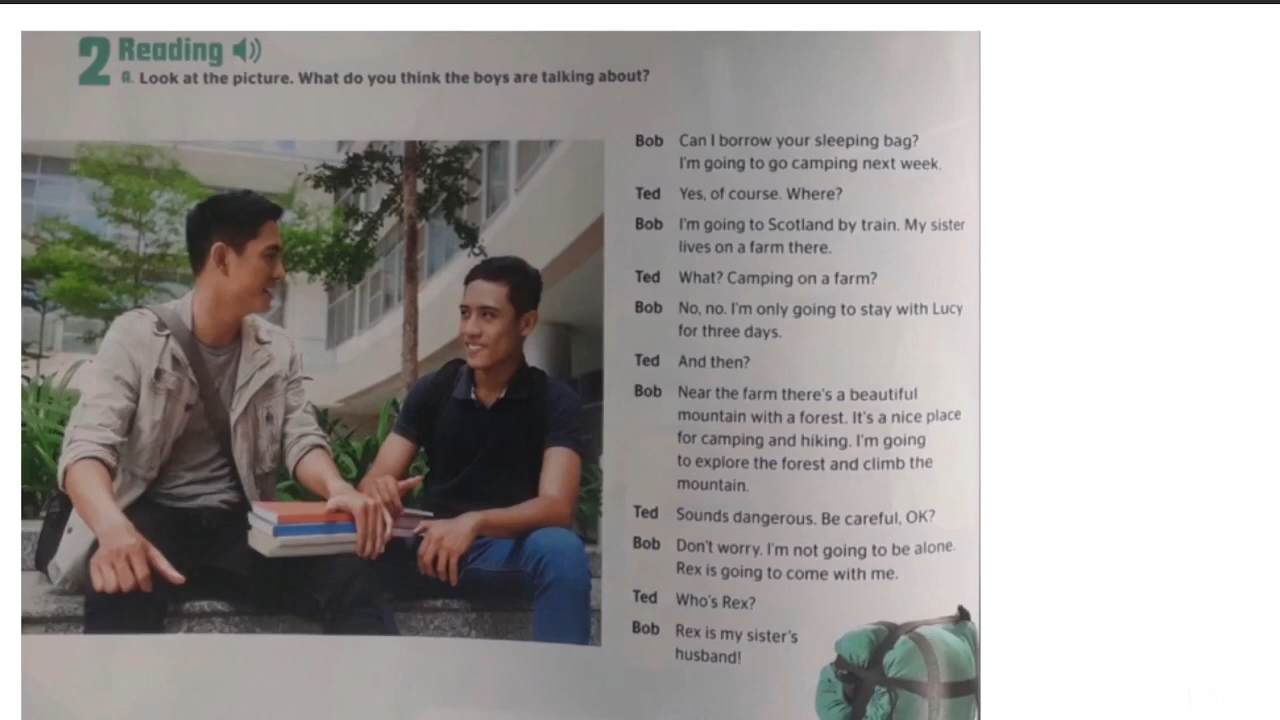 2 Reading
A. Look at the picture. What do you think the boys are talking about?
Bob Can I borrow your sleeping bag?
I'm going to go camping next week.
Ted Yes, of course. Where?
Bob I'm going to Scotland by train. My sister
lives on a farm there.
Ted What? Camping on a farm?
Bob No, no. I'm only going to stay with Lucy
for three days.
Ted And then?
Bob Near the farm there's a beautiful
mountain with a forest. It's a nice place
for camping and hiking. I'm going
to explore the forest and climb the
mountain.
Ted Sounds dangerous. Be careful, OK?
Bob Don't worry. I'm not going to be alone.
Rex is going to come with me.
Ted Who's Rex?
Bob Rex is my sister's
husband!